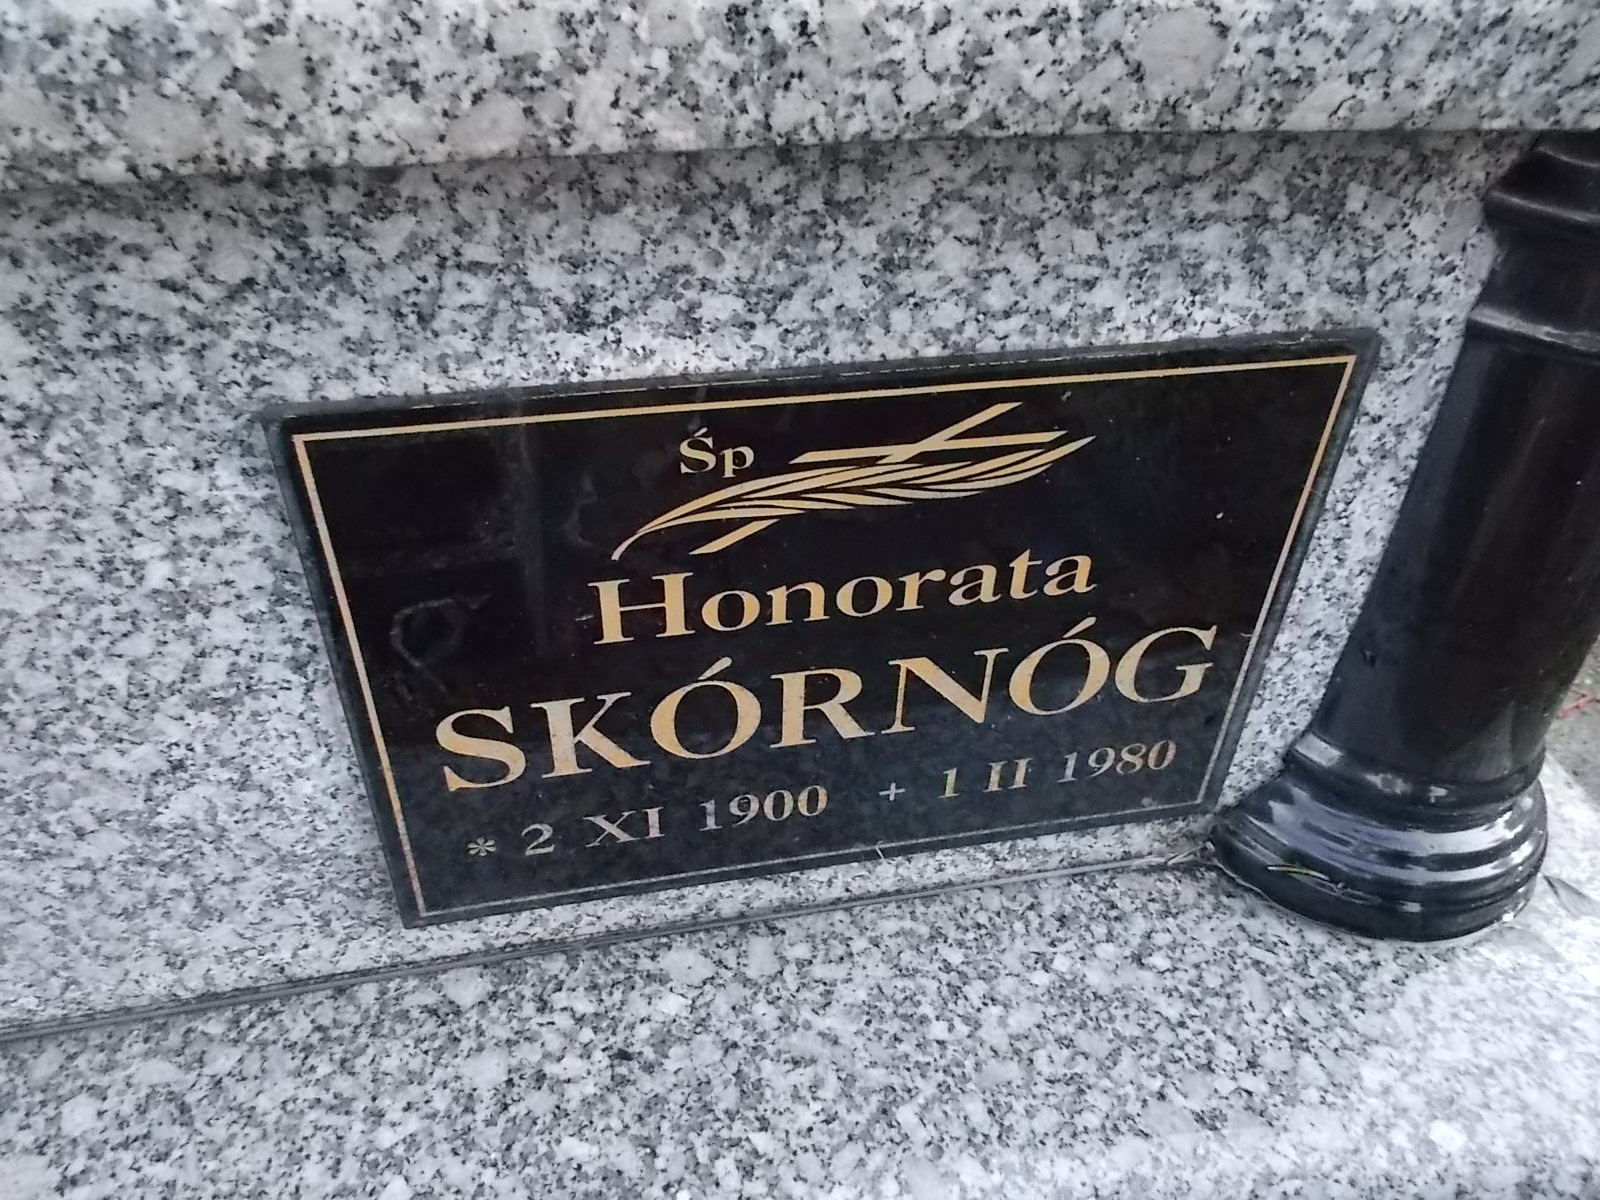 Śp
Honorata
SKÓRNÓG
* 2 XI 1900 + 1 II 1980